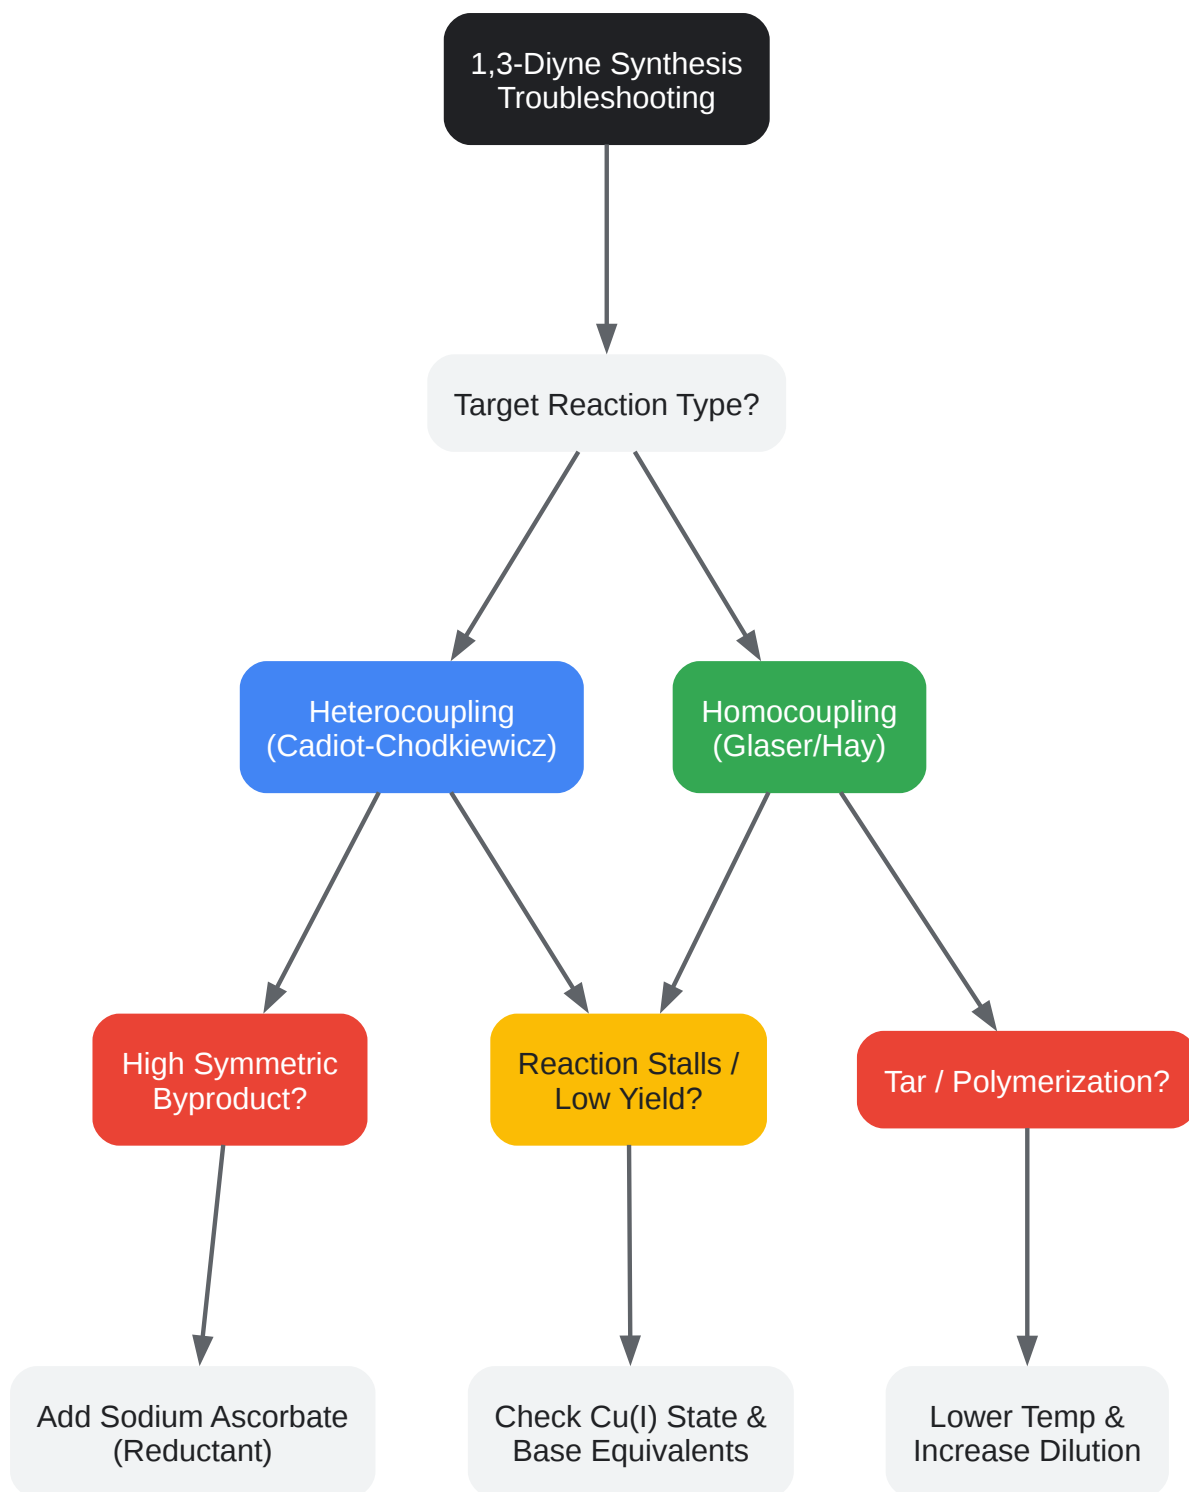 1,3-Diyne Synthesis
Troubleshooting
Target Reaction Type?
Heterocoupling
(Cadiot-Chodkiewicz)
Homocoupling
(Glaser/Hay)
High Symmetric
Byproduct?
Reaction Stalls /
Low Yield?
Tar / Polymerization?
Add Sodium Ascorbate
(Reductant)
Check Cu(I) State &
Base Equivalents
Lower Temp &
Increase Dilution